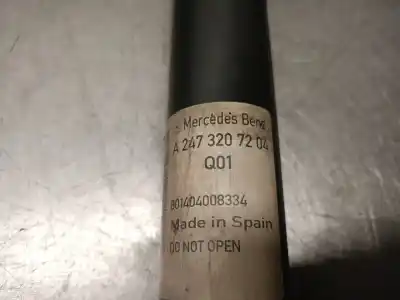 Mercedes Benz
A 247 320 72 04
Q01
801404008334
Made in Spain
DO NOT OPEN